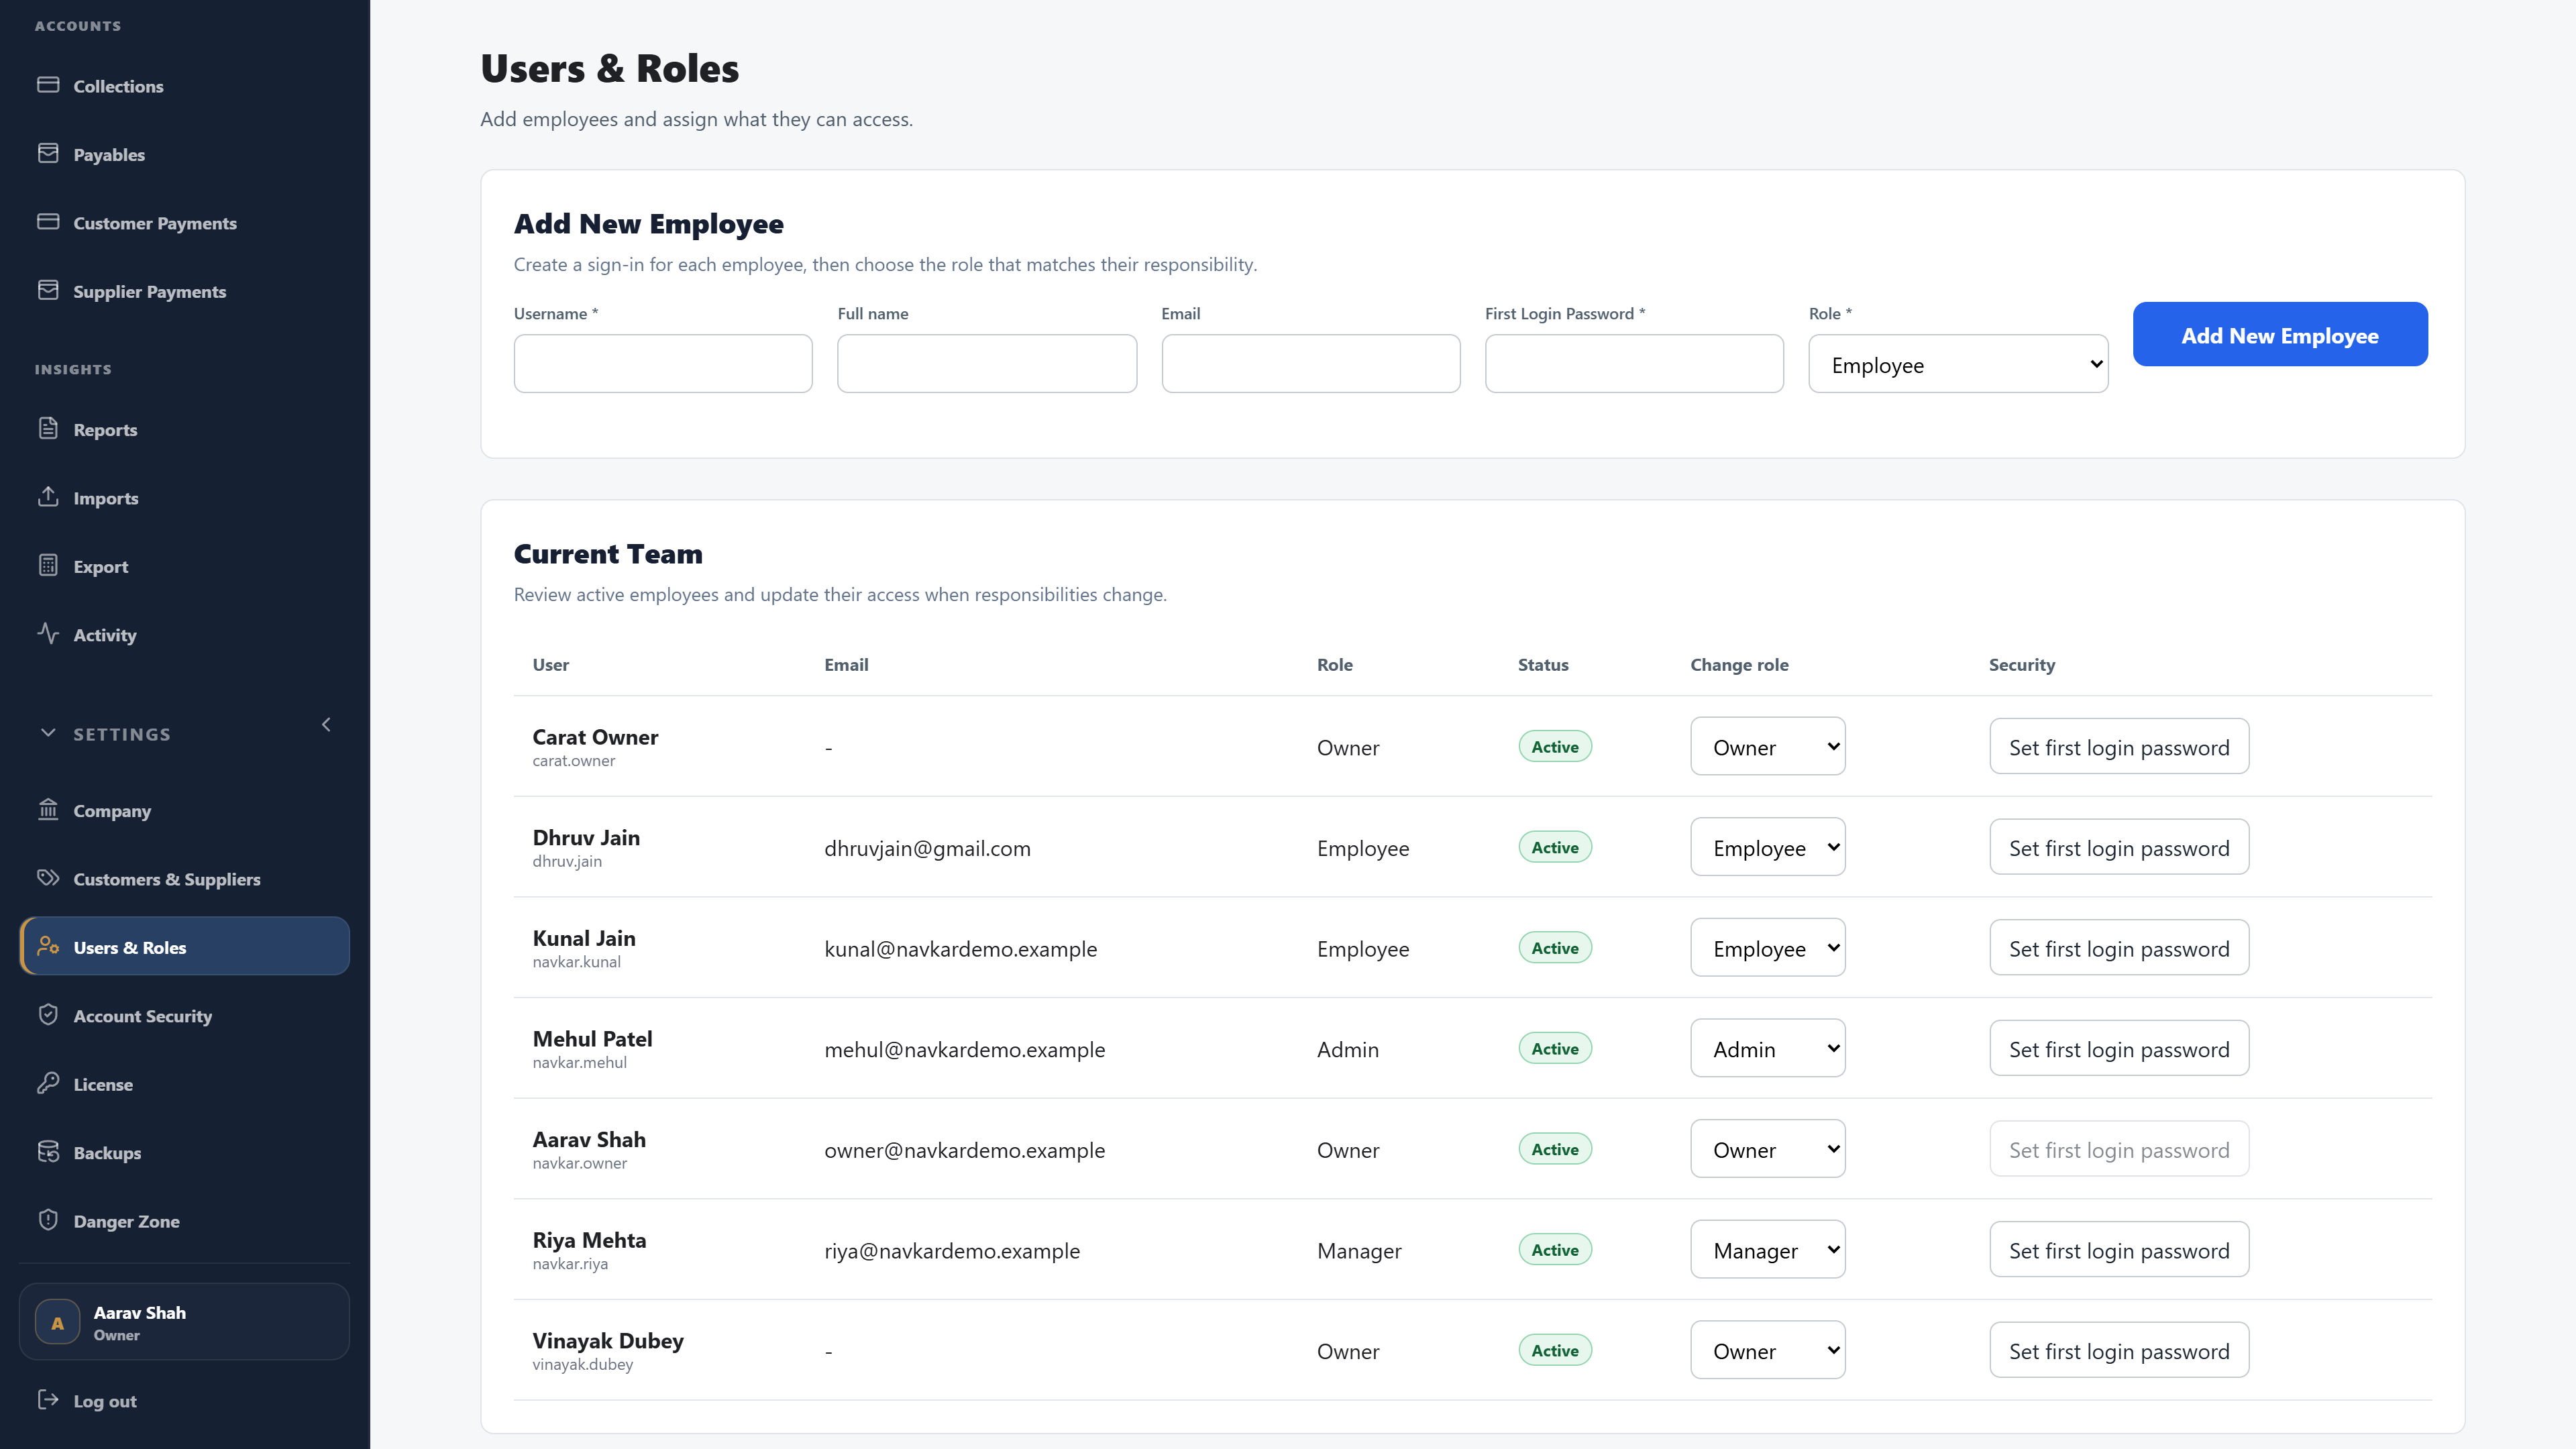 ACCOUNTS
Collections
Payables
Customer Payments
Supplier Payments
INSIGHTS
Reports
Imports
Export
Activity
SETTINGS
Company
Customers & Suppliers
Users & Roles
Account Security
License
Backups
Danger Zone
A
Aarav Shah
Owner
Log out
Users & Roles
Add employees and assign what they can access.
Add New Employee
Create a sign-in for each employee, then choose the role that matches their responsibility.
Username * Full name Email First Login Password * Role *
Employee Add New Employee
Current Team
Review active employees and update their access when responsibilities change.
User Email Role Status Change role Security
Carat Owner
carat.owner
- Owner Active Owner Set first login password
Dhruv Jain
dhruv.jain
dhruvjain@gmail.com Employee Active Employee Set first login password
Kunal Jain
navkar.kunal
kunal@navkardemo.example Employee Active Employee Set first login password
Mehul Patel
navkar.mehul
mehul@navkardemo.example Admin Active Admin Set first login password
Aarav Shah
navkar.owner
owner@navkardemo.example Owner Active Owner Set first login password
Riya Mehta
navkar.riya
riya@navkardemo.example Manager Active Manager Set first login password
Vinayak Dubey
vinayak.dubey
- Owner Active Owner Set first login password